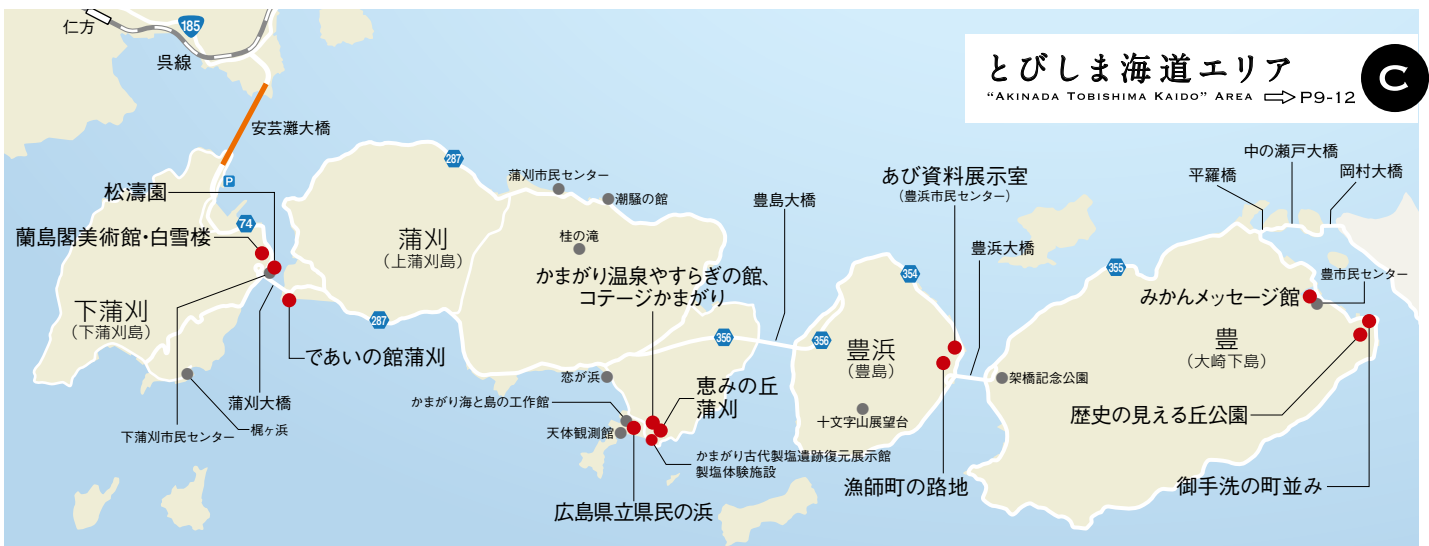 仁方
185
呉線
とびしま海道エリア
C
“AKINADA TOBISHIMA KAIDO” AREA ⇨ P9-12
安芸灘大橋
P
松濤園
74
蘭島閣美術館・白雪楼
下蒲刈
(下蒲刈島)
であいの館蒲刈
蒲刈大橋
下蒲刈市民センター
梶ヶ浜
287
蒲刈
(上蒲刈島)
287
蒲刈市民センター
潮騒の館
桂の滝
かまがり温泉やすらぎの館、
コテージかまがり
356
恋が浜
恵みの丘
蒲刈
かまがり海と島の工作館
天体観測館
かまがり古代製塩遺跡復元展示館
製塩体験施設
広島県立県民の浜
豊島大橋
356
あび資料展示室
(豊浜市民センター)
354
豊浜
(豊島)
十文字山展望台
漁師町の路地
豊浜大橋
架橋記念公園
355
平羅橋
中の瀬戸大橋
岡村大橋
豊市民センター
みかんメッセージ館
豊
(大崎下島)
歴史の見える丘公園
御手洗の町並み